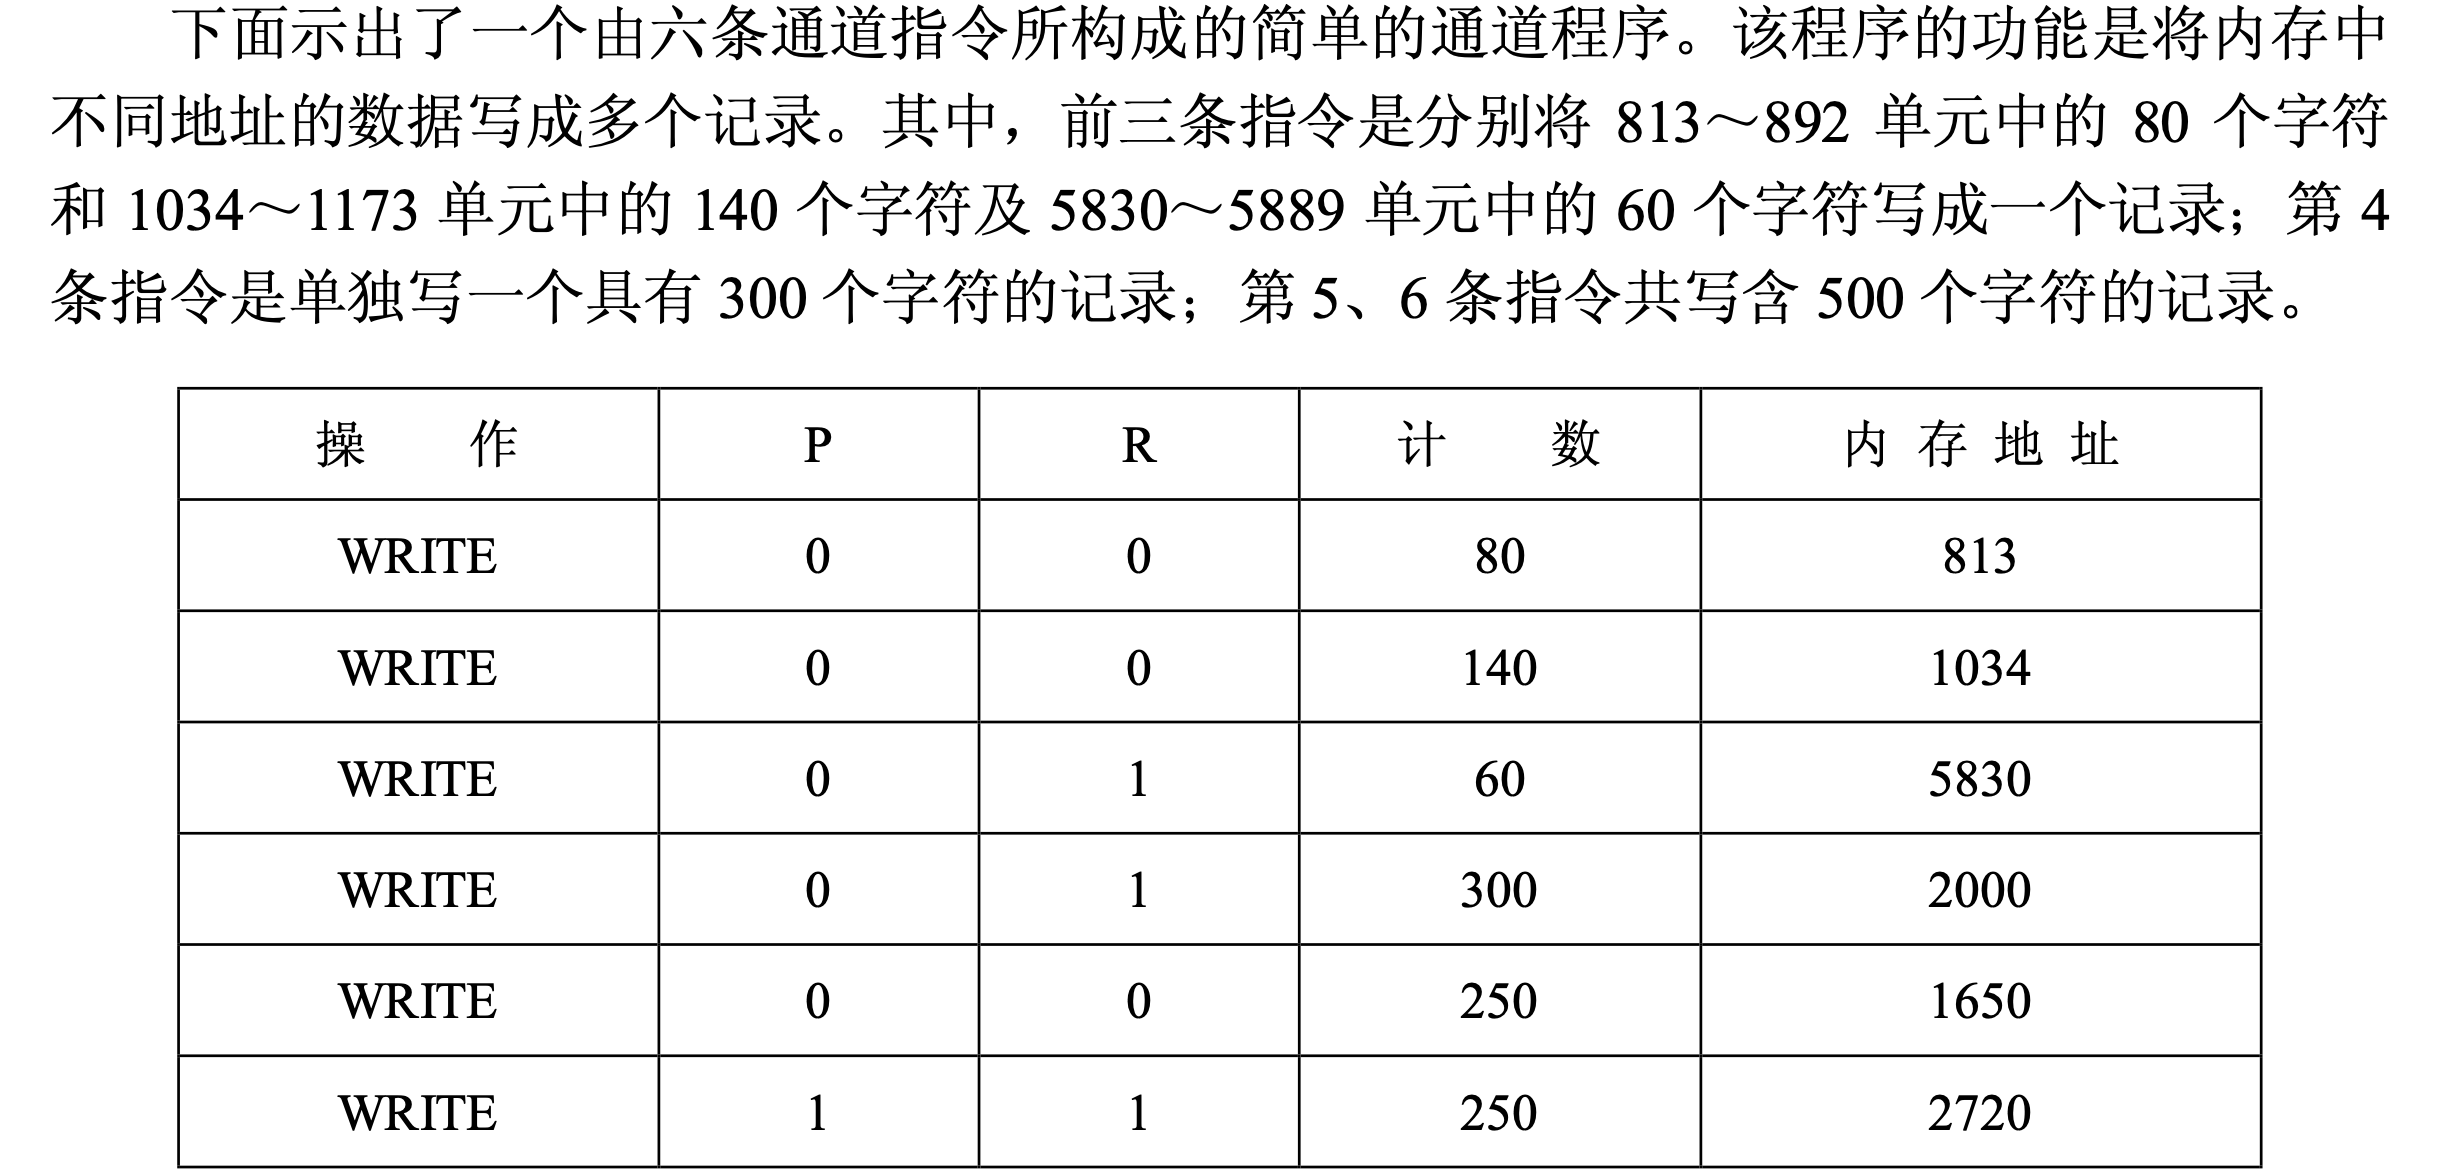 下面示出了一个由六条通道指令所构成的简单的通道程序。该程序的功能是将内存中
不同地址的数据写成多个记录。其中，前三条指令是分别将 813～892 单元中的 80 个字符
和 1034～1173 单元中的 140 个字符及 5830～5889 单元中的 60 个字符写成一个记录；第 4
条指令是单独写一个具有 300 个字符的记录；第 5、6 条指令共写含 500 个字符的记录。
操 作 P R 计 数 内 存 地 址
WRITE 0 0 80 813
WRITE 0 0 140 1034
WRITE 0 1 60 5830
WRITE 0 1 300 2000
WRITE 0 0 250 1650
WRITE 1 1 250 2720